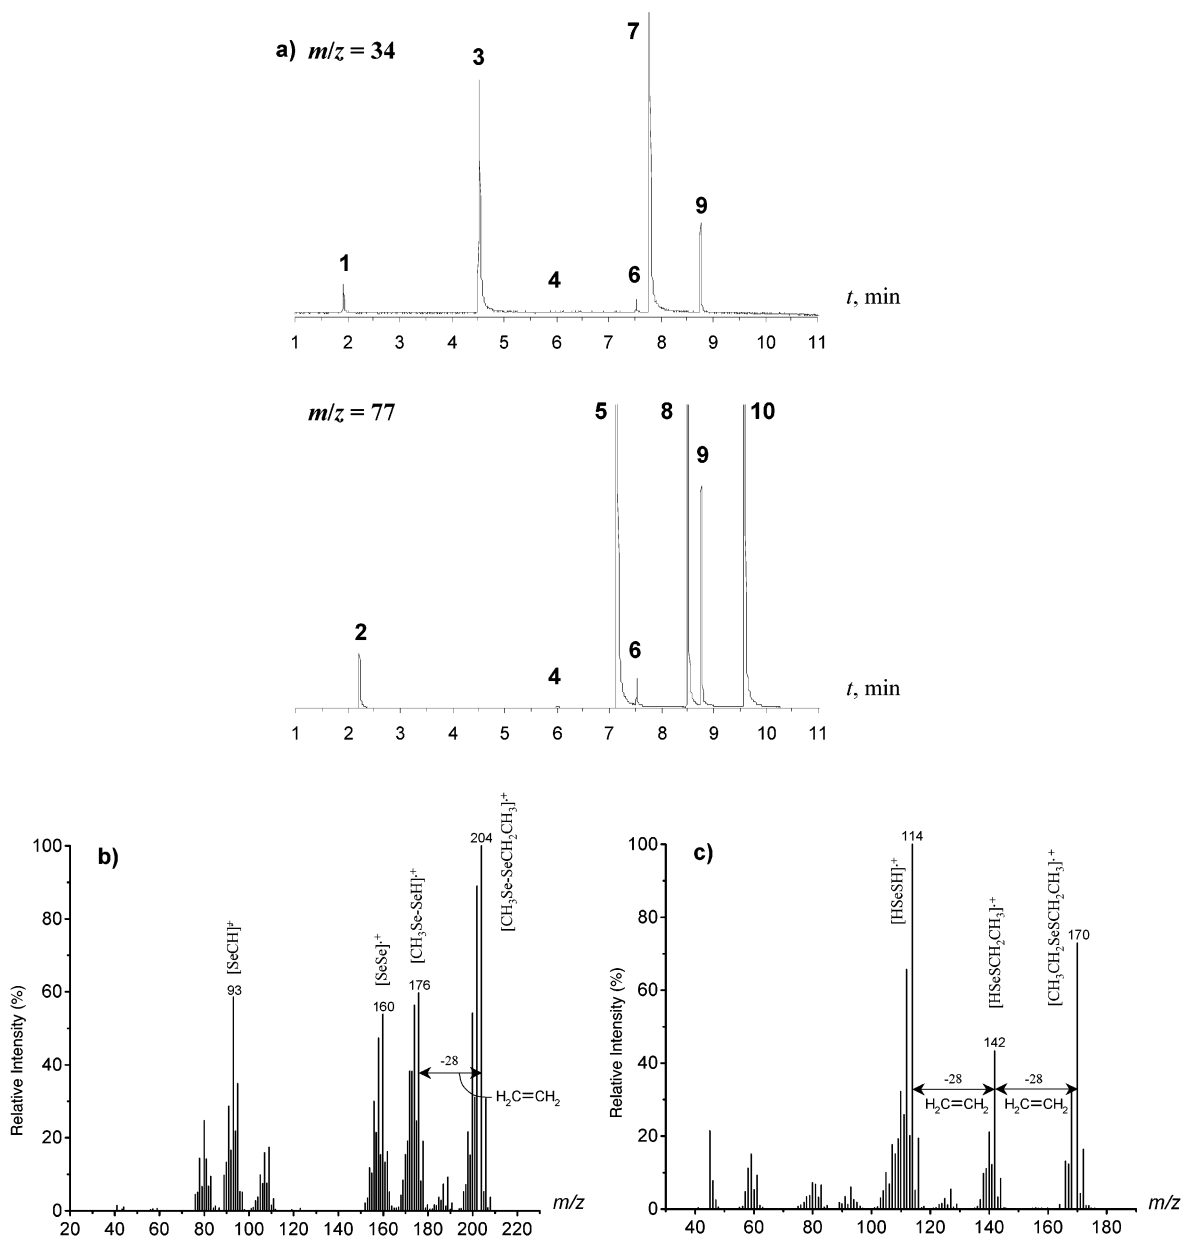 a) m/z = 34
1
3
4
6
7
9
t, min
1 2 3 4 5 6 7 8 9 10 11
m/z = 77
2
4
5
6
8
9
10
t, min
1 2 3 4 5 6 7 8 9 10 11
b)
Relative Intensity (%)
100
80
60
40
20
0
[SeCH]⁺
93
[SeSe]·⁺
160
[CH₃Se-SeH]·⁺
176
[CH₃Se-SeCH₂CH₃]·⁺
204
-28
H₂C=CH₂
m/z
20 40 60 80 100 120 140 160 180 200 220
c)
Relative Intensity (%)
100
80
60
40
20
0
[HSeSH]·⁺
114
[HSeSCH₂CH₃]·⁺
142
[CH₃CH₂SeSCH₂CH₃]·⁺
170
-28
H₂C=CH₂
-28
H₂C=CH₂
m/z
40 60 80 100 120 140 160 180